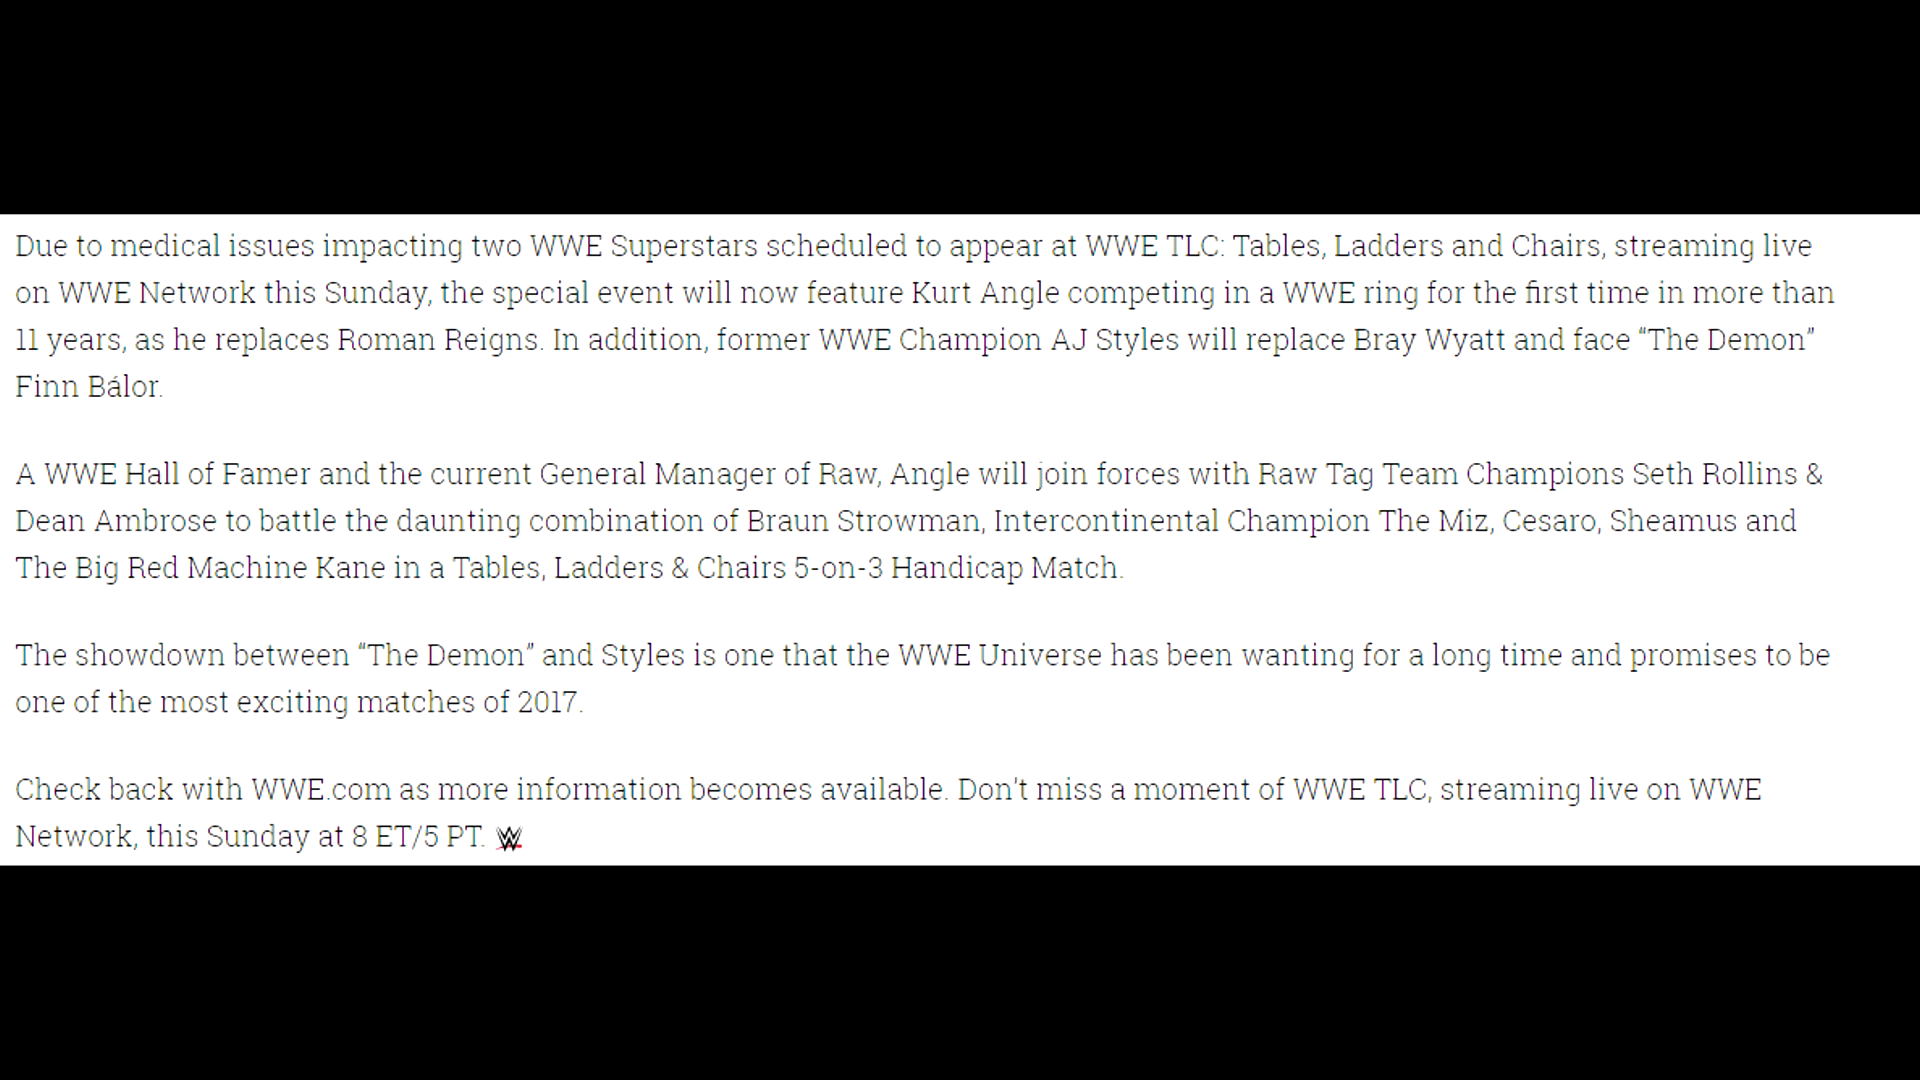 Due to medical issues impacting two WWE Superstars scheduled to appear at WWE TLC: Tables, Ladders and Chairs, streaming live
on WWE Network this Sunday, the special event will now feature Kurt Angle competing in a WWE ring for the first time in more than
11 years, as he replaces Roman Reigns. In addition, former WWE Champion AJ Styles will replace Bray Wyatt and face “The Demon”
Finn Bálor.
A WWE Hall of Famer and the current General Manager of Raw, Angle will join forces with Raw Tag Team Champions Seth Rollins &
Dean Ambrose to battle the daunting combination of Braun Strowman, Intercontinental Champion The Miz, Cesaro, Sheamus and
The Big Red Machine Kane in a Tables, Ladders & Chairs 5-on-3 Handicap Match.
The showdown between “The Demon” and Styles is one that the WWE Universe has been wanting for a long time and promises to be
one of the most exciting matches of 2017.
Check back with WWE.com as more information becomes available. Don't miss a moment of WWE TLC, streaming live on WWE
Network, this Sunday at 8 ET/5 PT.